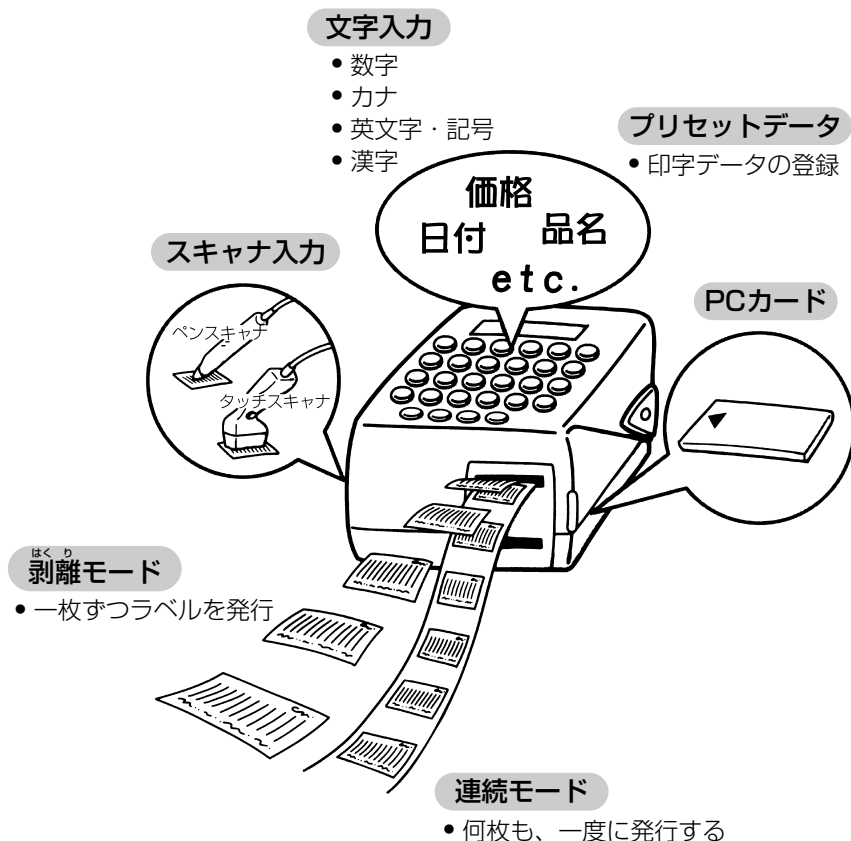 文字入力
• 数字
• カナ
• 英文字・記号
• 漢字
プリセットデータ
• 印字データの登録
価格
日付 品名
etc.
スキャナ入力
ペンスキャナ
タッチスキャナ
PCカード
はくり
剥離モード
• 一枚ずつラベルを発行
連続モード
• 何枚も、一度に発行する